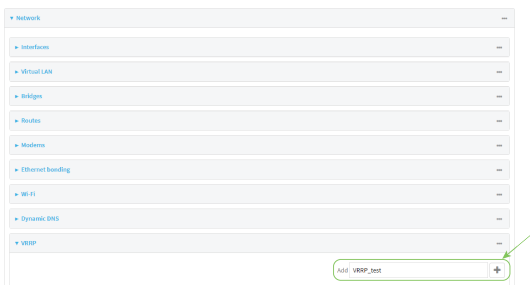 Network
Interfaces
Virtual LAN
Bridges
Routes
Modems
Ethernet bonding
Wi-Fi
Dynamic DNS
VRRP
Add VRRP_test